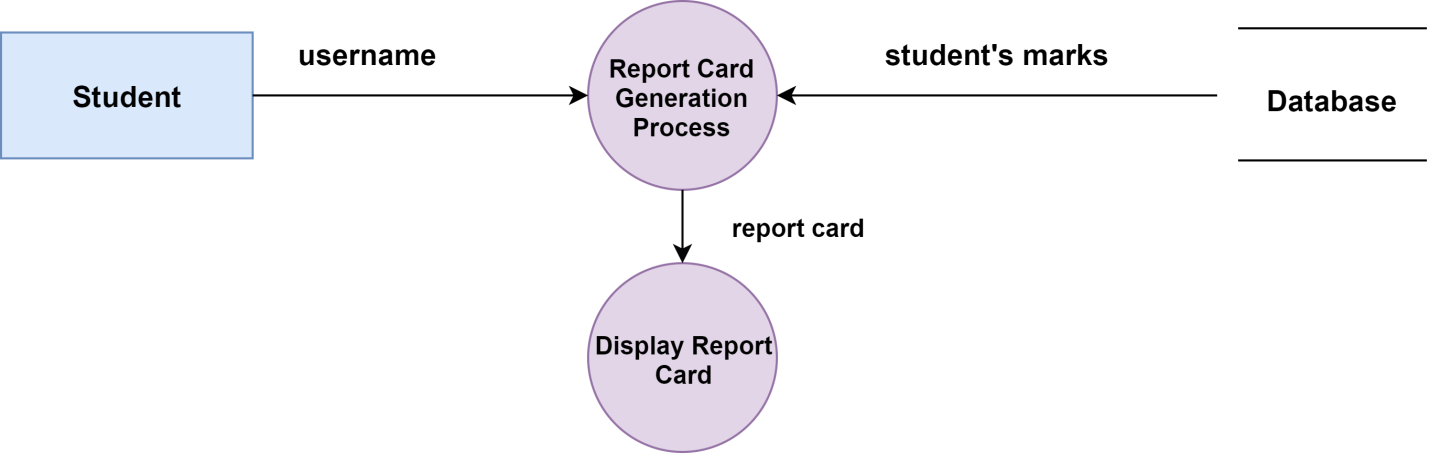 username
student's marks
Student
Report Card
Generation
Process
Database
report card
Display Report
Card